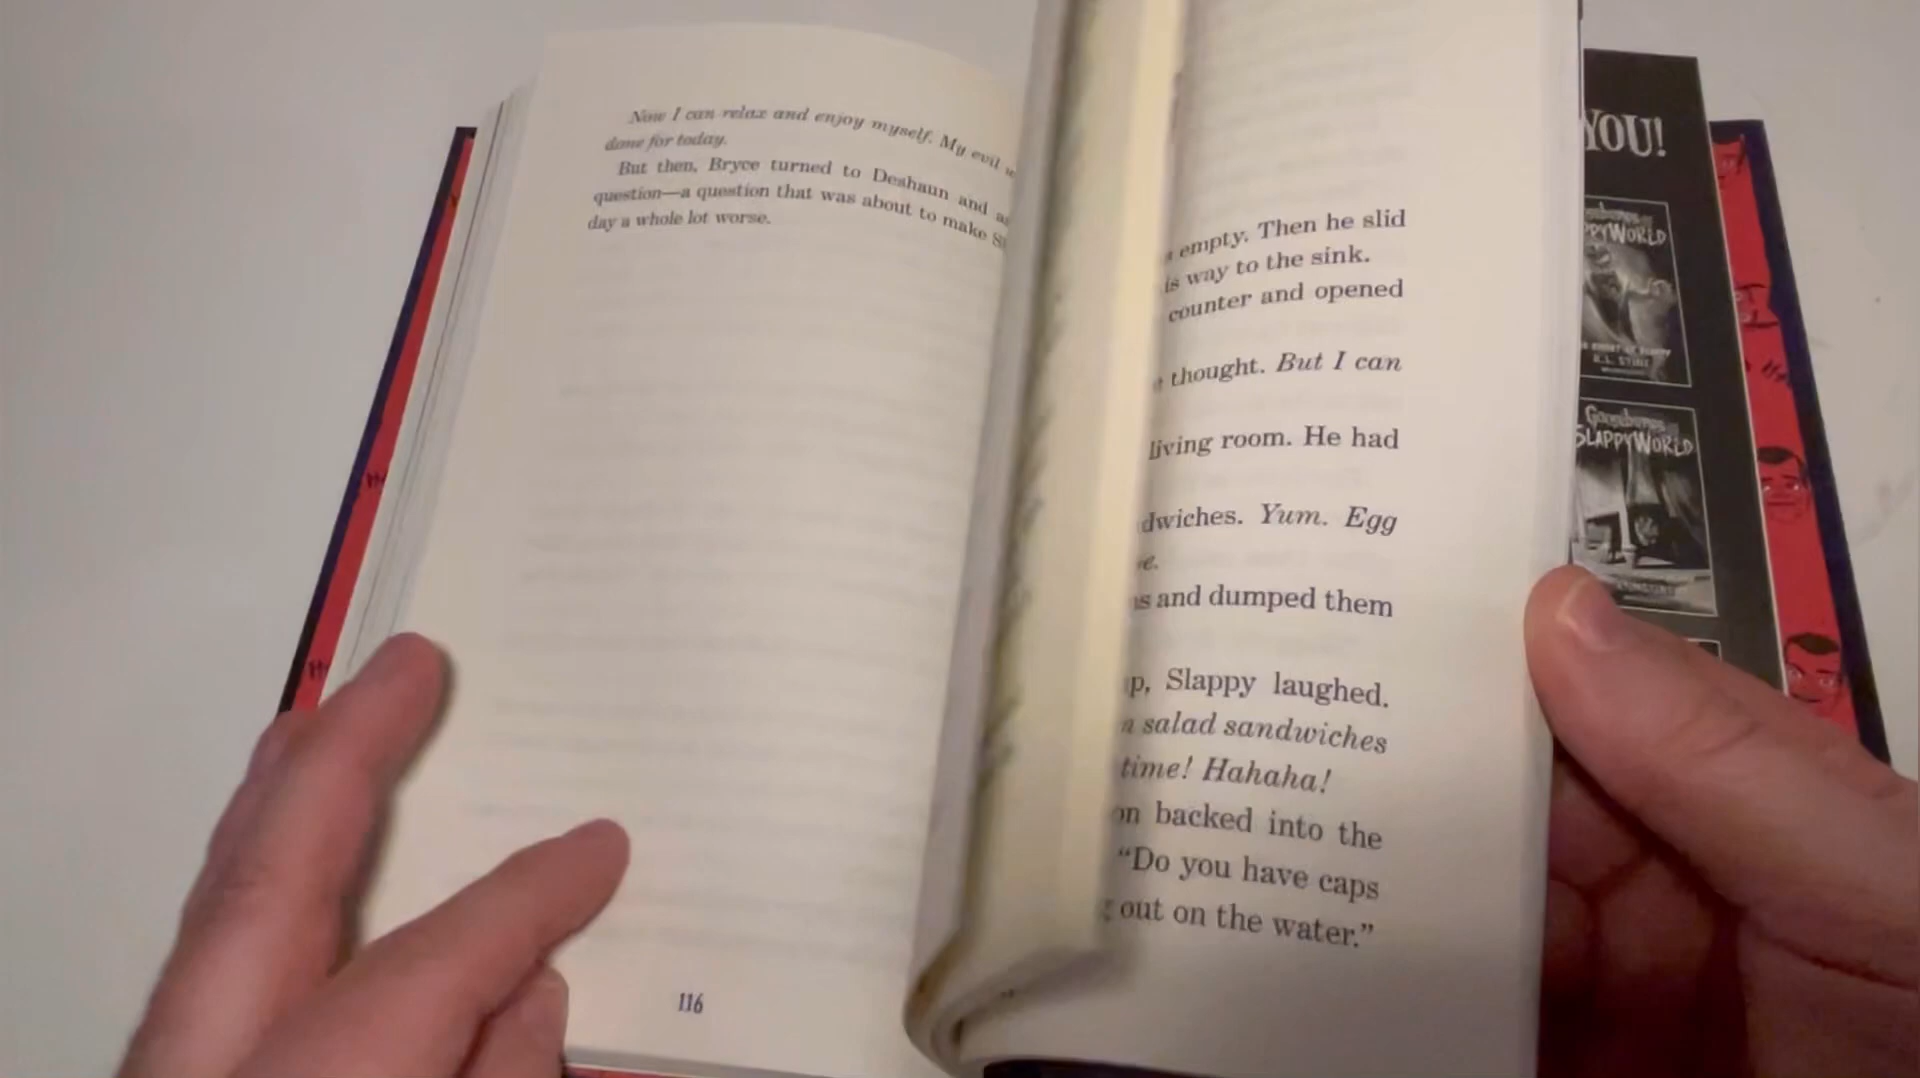 Now I can relax and enjoy myself. My evil
done for today.
But then, Bryce turned to Deshaun and
question—a question that was about to make
day a whole lot worse.
116
empty. Then he slid
is way to the sink.
counter and opened
thought. But I can
living room. He had
dwiches. Yum. Egg
and dumped them
Slappy laughed.
salad sandwiches
time! Hahaha!
on backed into the
"Do you have caps
out on the water."
YOU!
SLAPPYWORLD
R.L. STINE
Goosebumps
SLAPPYWORLD